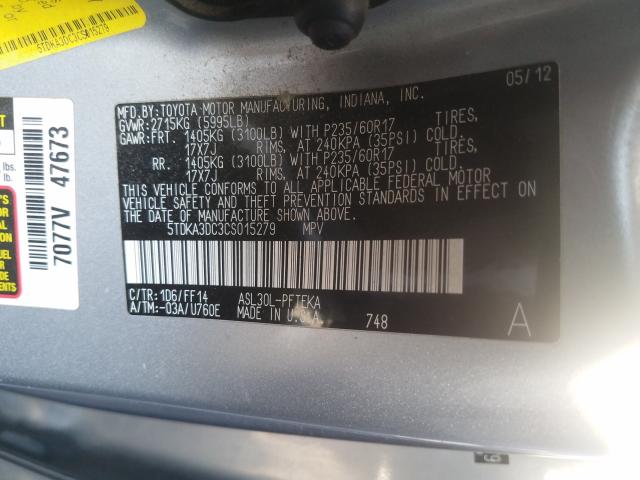 5TDKA3DC3CS015279
7077V 47673
lbs.
lb.
05/12
MFD.BY:TOYOTA MOTOR MANUFACTURING, INDIANA, INC.
GVWR:2715KG (5995LB)
GAWR:FRT. 1405KG (3100LB) WITH P235/60R17 TIRES,
17X7J RIMS, AT 240KPA (35PSI) COLD.
RR. 1405KG (3100LB) WITH P235/60R17 TIRES,
17X7J RIMS, AT 240KPA (35PSI) COLD.
THIS VEHICLE CONFORMS TO ALL APPLICABLE FEDERAL MOTOR
VEHICLE SAFETY AND THEFT PREVENTION STANDARDS IN EFFECT ON
THE DATE OF MANUFACTURE SHOWN ABOVE.
5TDKA3DC3CS015279 MPV
C/TR:1D6/FF14 ASL30L-PFTEKA
A/TM:-03A/U760E MADE IN U.S.A 748
A